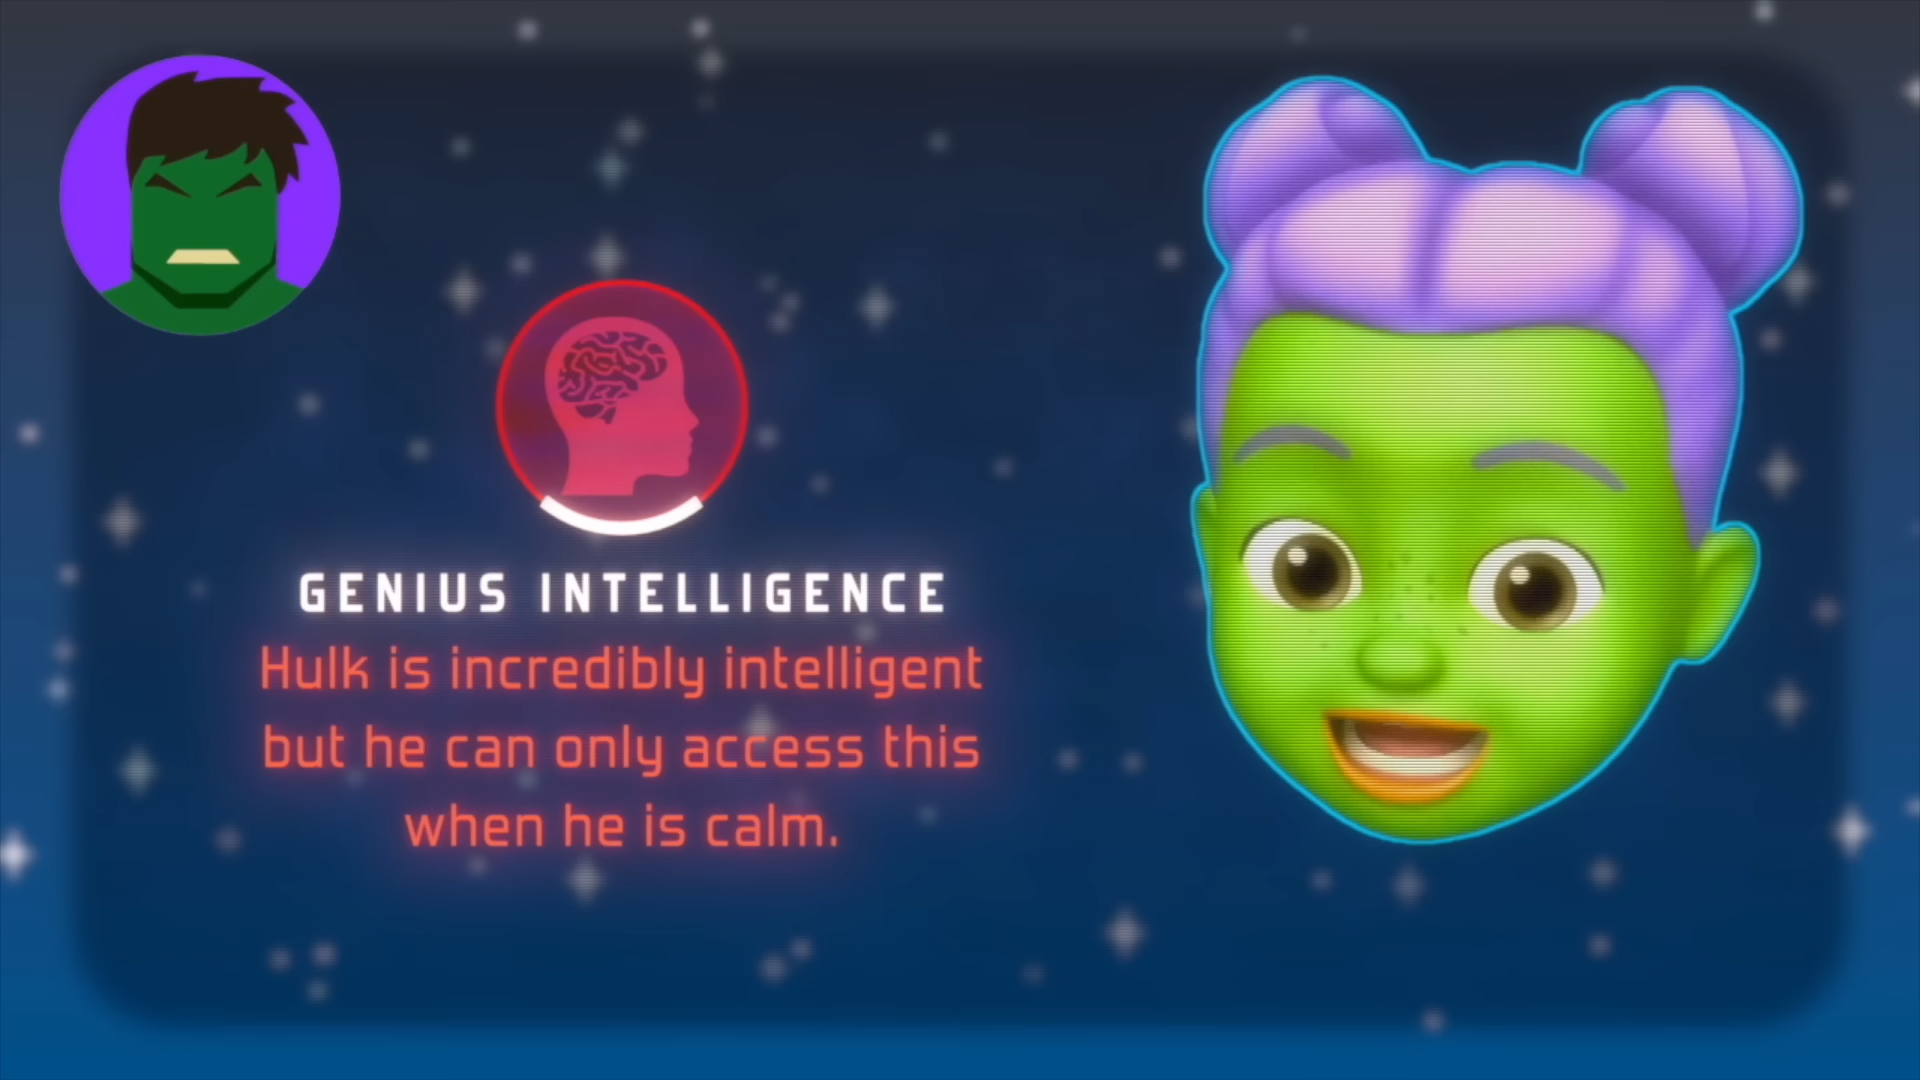 GENIUS INTELLIGENCE
Hulk is incredibly intelligent
but he can only access this
when he is calm.